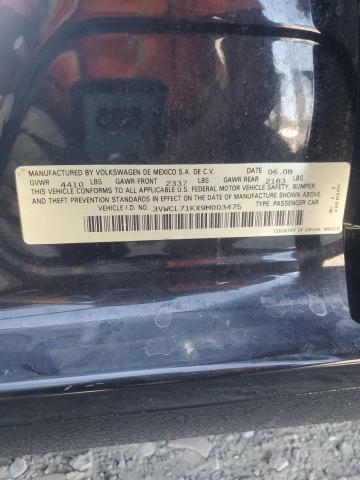 MANUFACTURED BY VOLKSWAGEN DE MEXICO S.A. DE C.V. DATE 06.08
GVWR 4410 LBS GAWR FRONT 2337 LBS GAWR REAR 2183 LBS
THIS VEHICLE CONFORMS TO ALL APPLICABLE U.S. FEDERAL MOTOR VEHICLE SAFETY, BUMPER
AND THEFT PREVENTION STANDARDS IN EFFECT ON THE DATE OF MANUFACTURE SHOWN ABOVE.
VEHICLE I.D. NO. 3VWCL71KX9M003475 TYPE: PASSENGER CAR
COUNTRY OF ORIGIN MEXICO